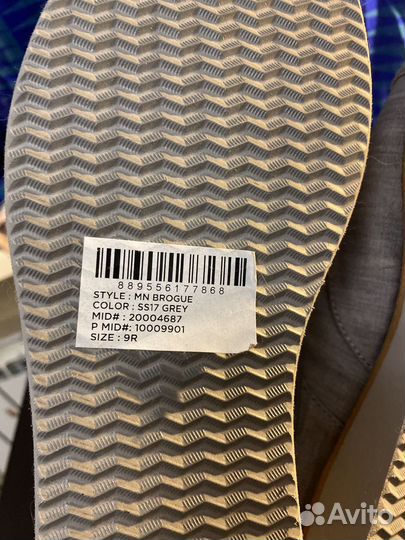 889556177868
STYLE : MN BROGUE
COLOR : SS17 GREY
MID# : 20004687
P MID#: 10009901
SIZE : 9R
Avito